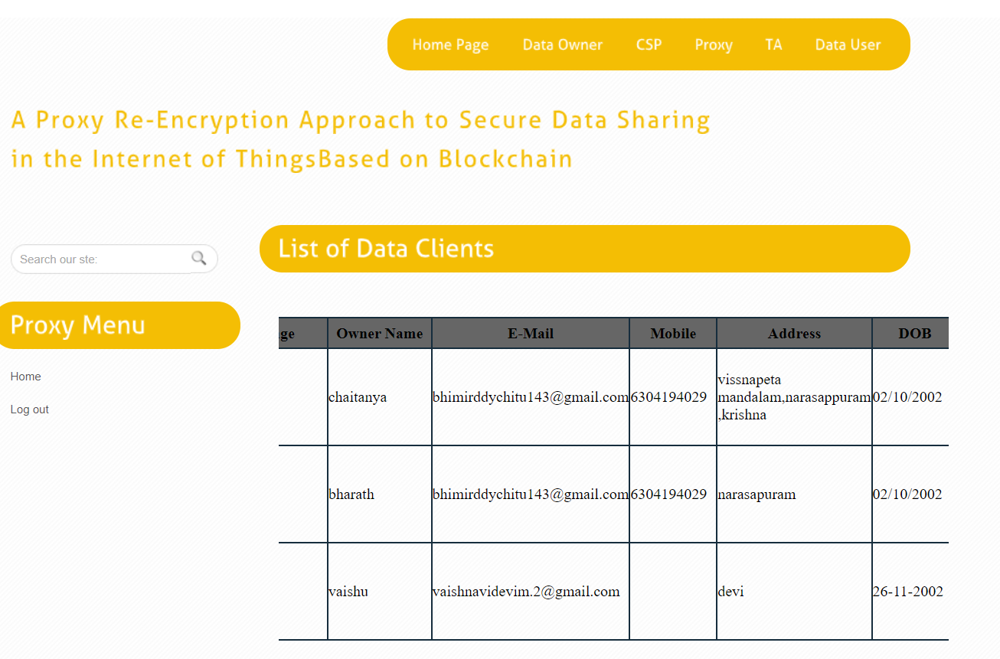 Home Page Data Owner CSP Proxy TA Data User
A Proxy Re-Encryption Approach to Secure Data Sharing
in the Internet of ThingsBased on Blockchain
List of Data Clients
Search our ste:
Proxy Menu
Home
Log out
ge Owner Name E-Mail Mobile Address DOB
chaitanya bhimirddychitu143@gmail.com 6304194029 vissnapeta
mandalam,narasappuram
,krishna 02/10/2002
bharath bhimirddychitu143@gmail.com 6304194029 narasapuram 02/10/2002
vaishu vaishnavidevim.2@gmail.com devi 26-11-2002